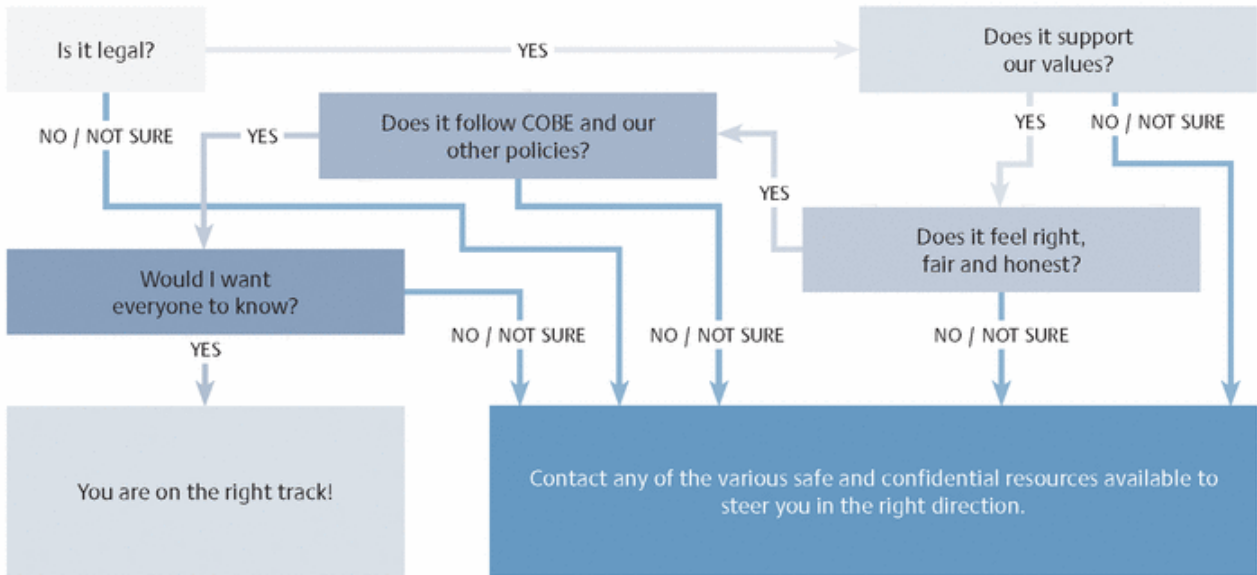 Is it legal?
YES
Does it support
our values?
NO / NOT SURE
YES
Does it follow COBE and our
other policies?
YES
NO / NOT SURE
YES
Does it feel right,
fair and honest?
Would I want
everyone to know?
YES
NO / NOT SURE
NO / NOT SURE
NO / NOT SURE
You are on the right track!
Contact any of the various safe and confidential resources available to
steer you in the right direction.